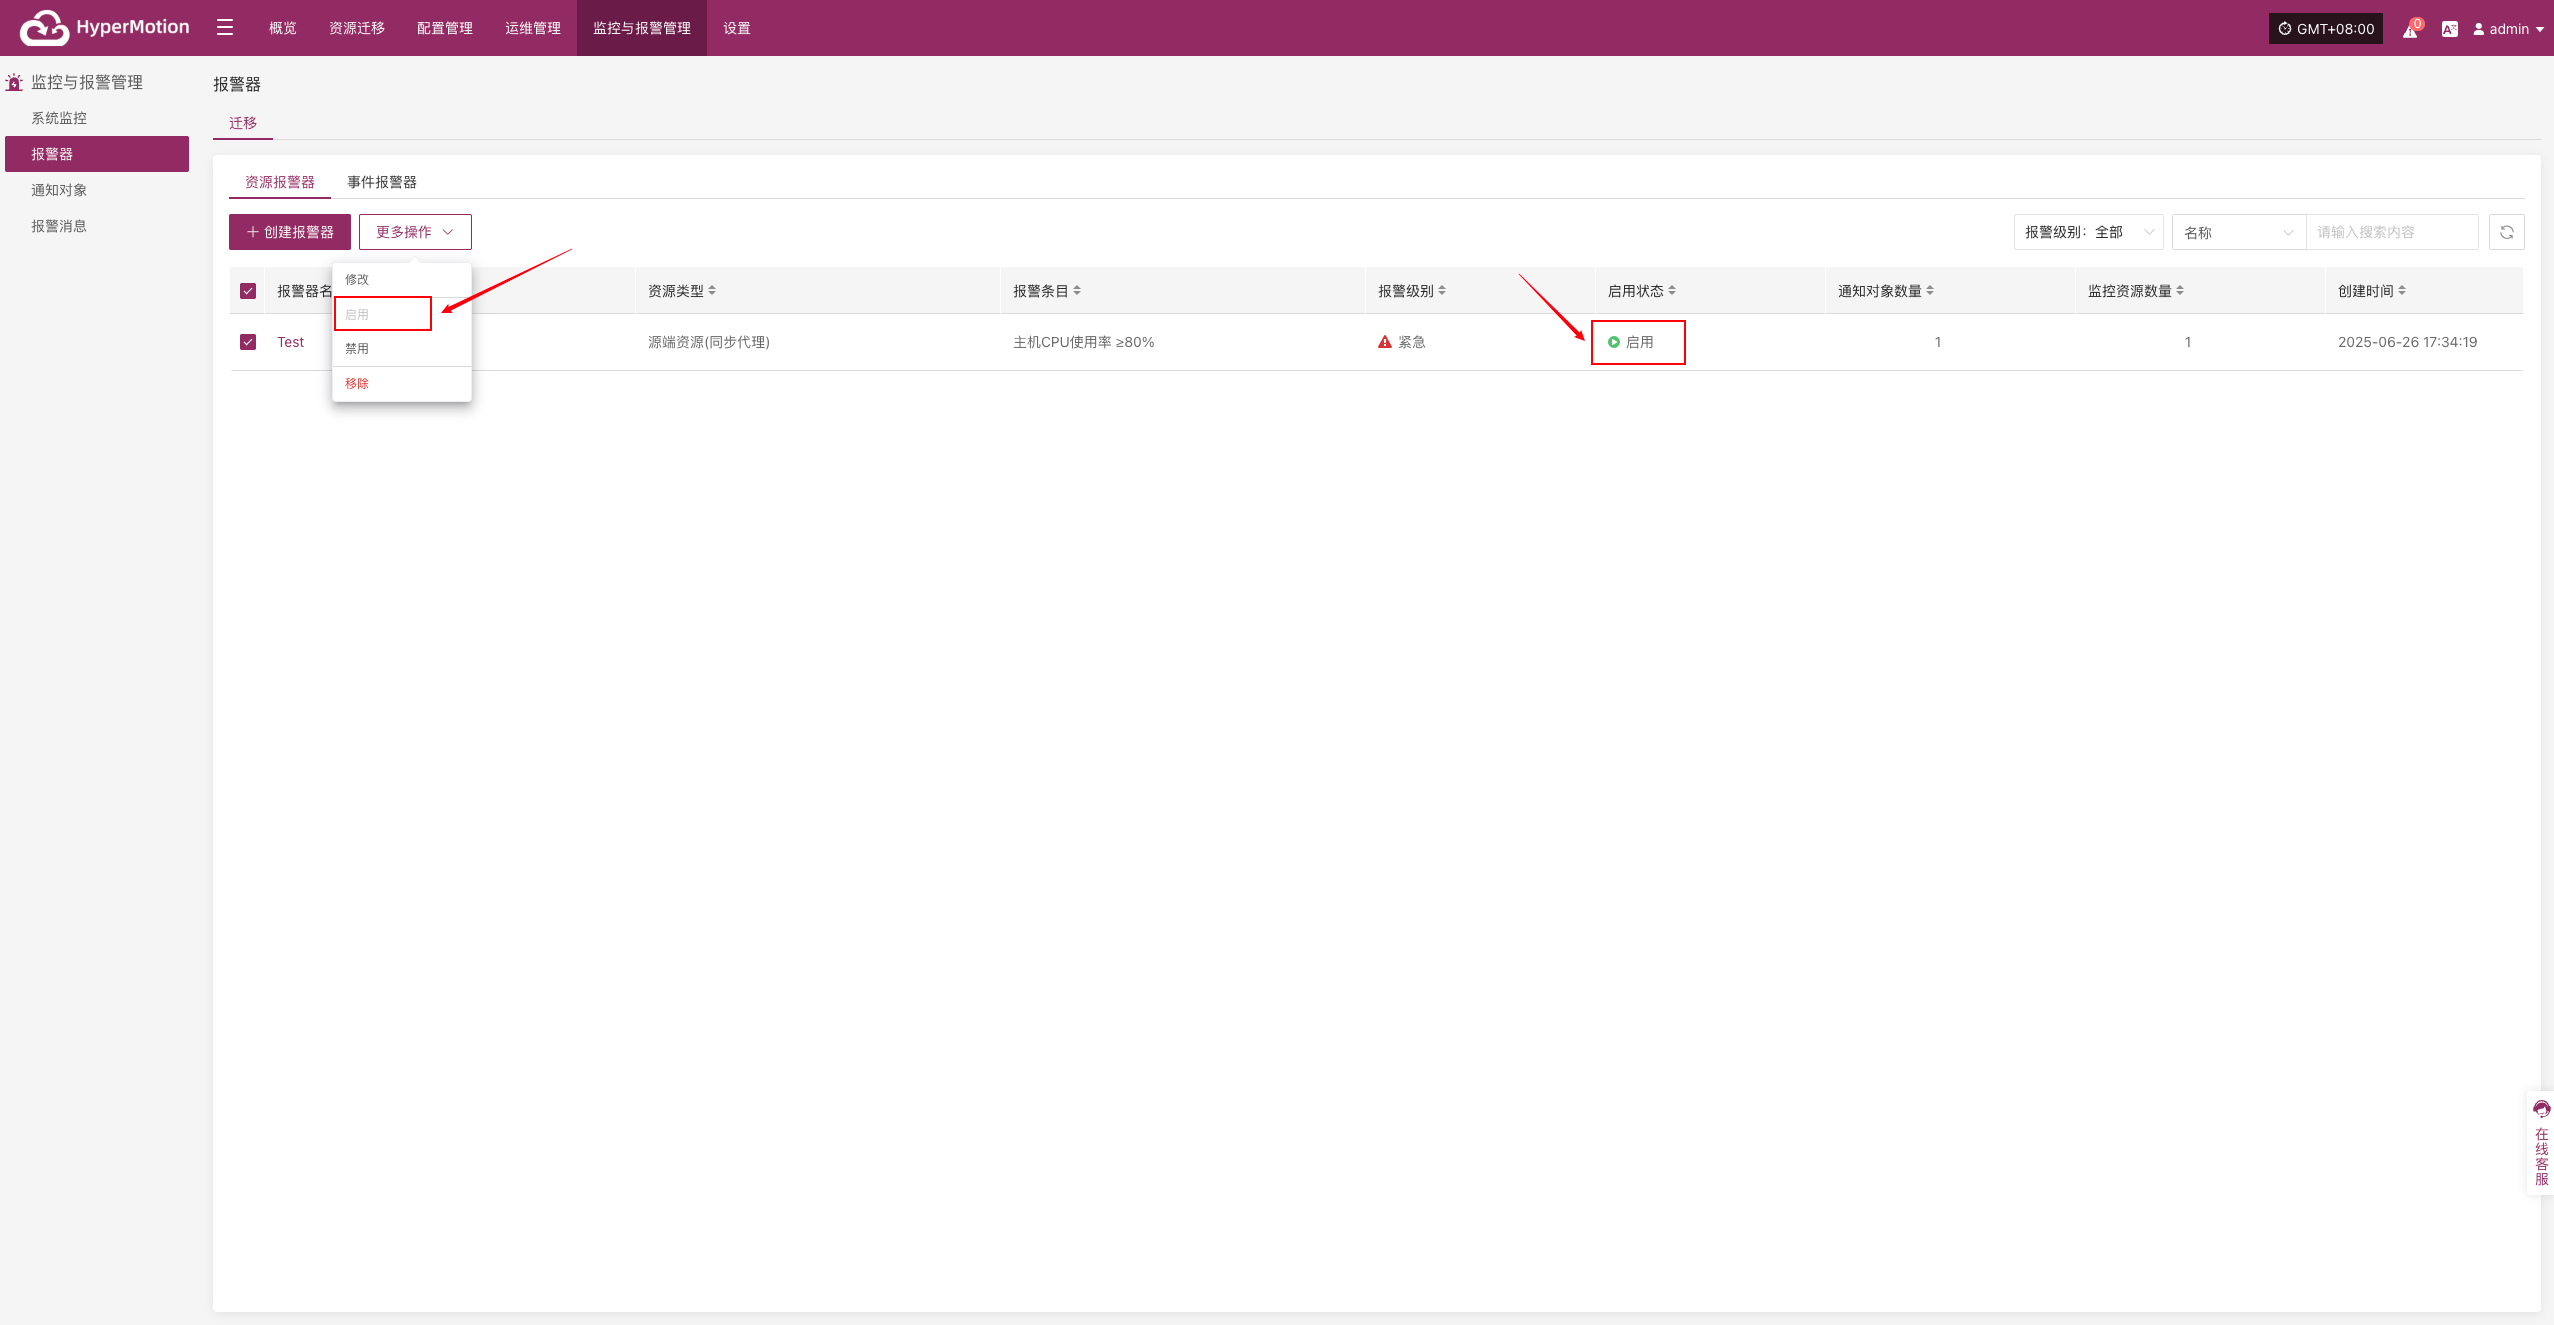 HyperMotion
概览
资源迁移
配置管理
运维管理
监控与报警管理
设置
GMT+08:00
0
admin
监控与报警管理
系统监控
报警器
通知对象
报警消息
报警器
迁移
资源报警器
事件报警器
创建报警器
更多操作
报警级别：全部
名称
请输入搜索内容
修改
启用
禁用
移除
报警器名
资源类型
报警条目
报警级别
启用状态
通知对象数量
监控资源数量
创建时间
Test
源端资源(同步代理)
主机CPU使用率 ≥80%
紧急
启用
1
1
2025-06-26 17:34:19
在线客服